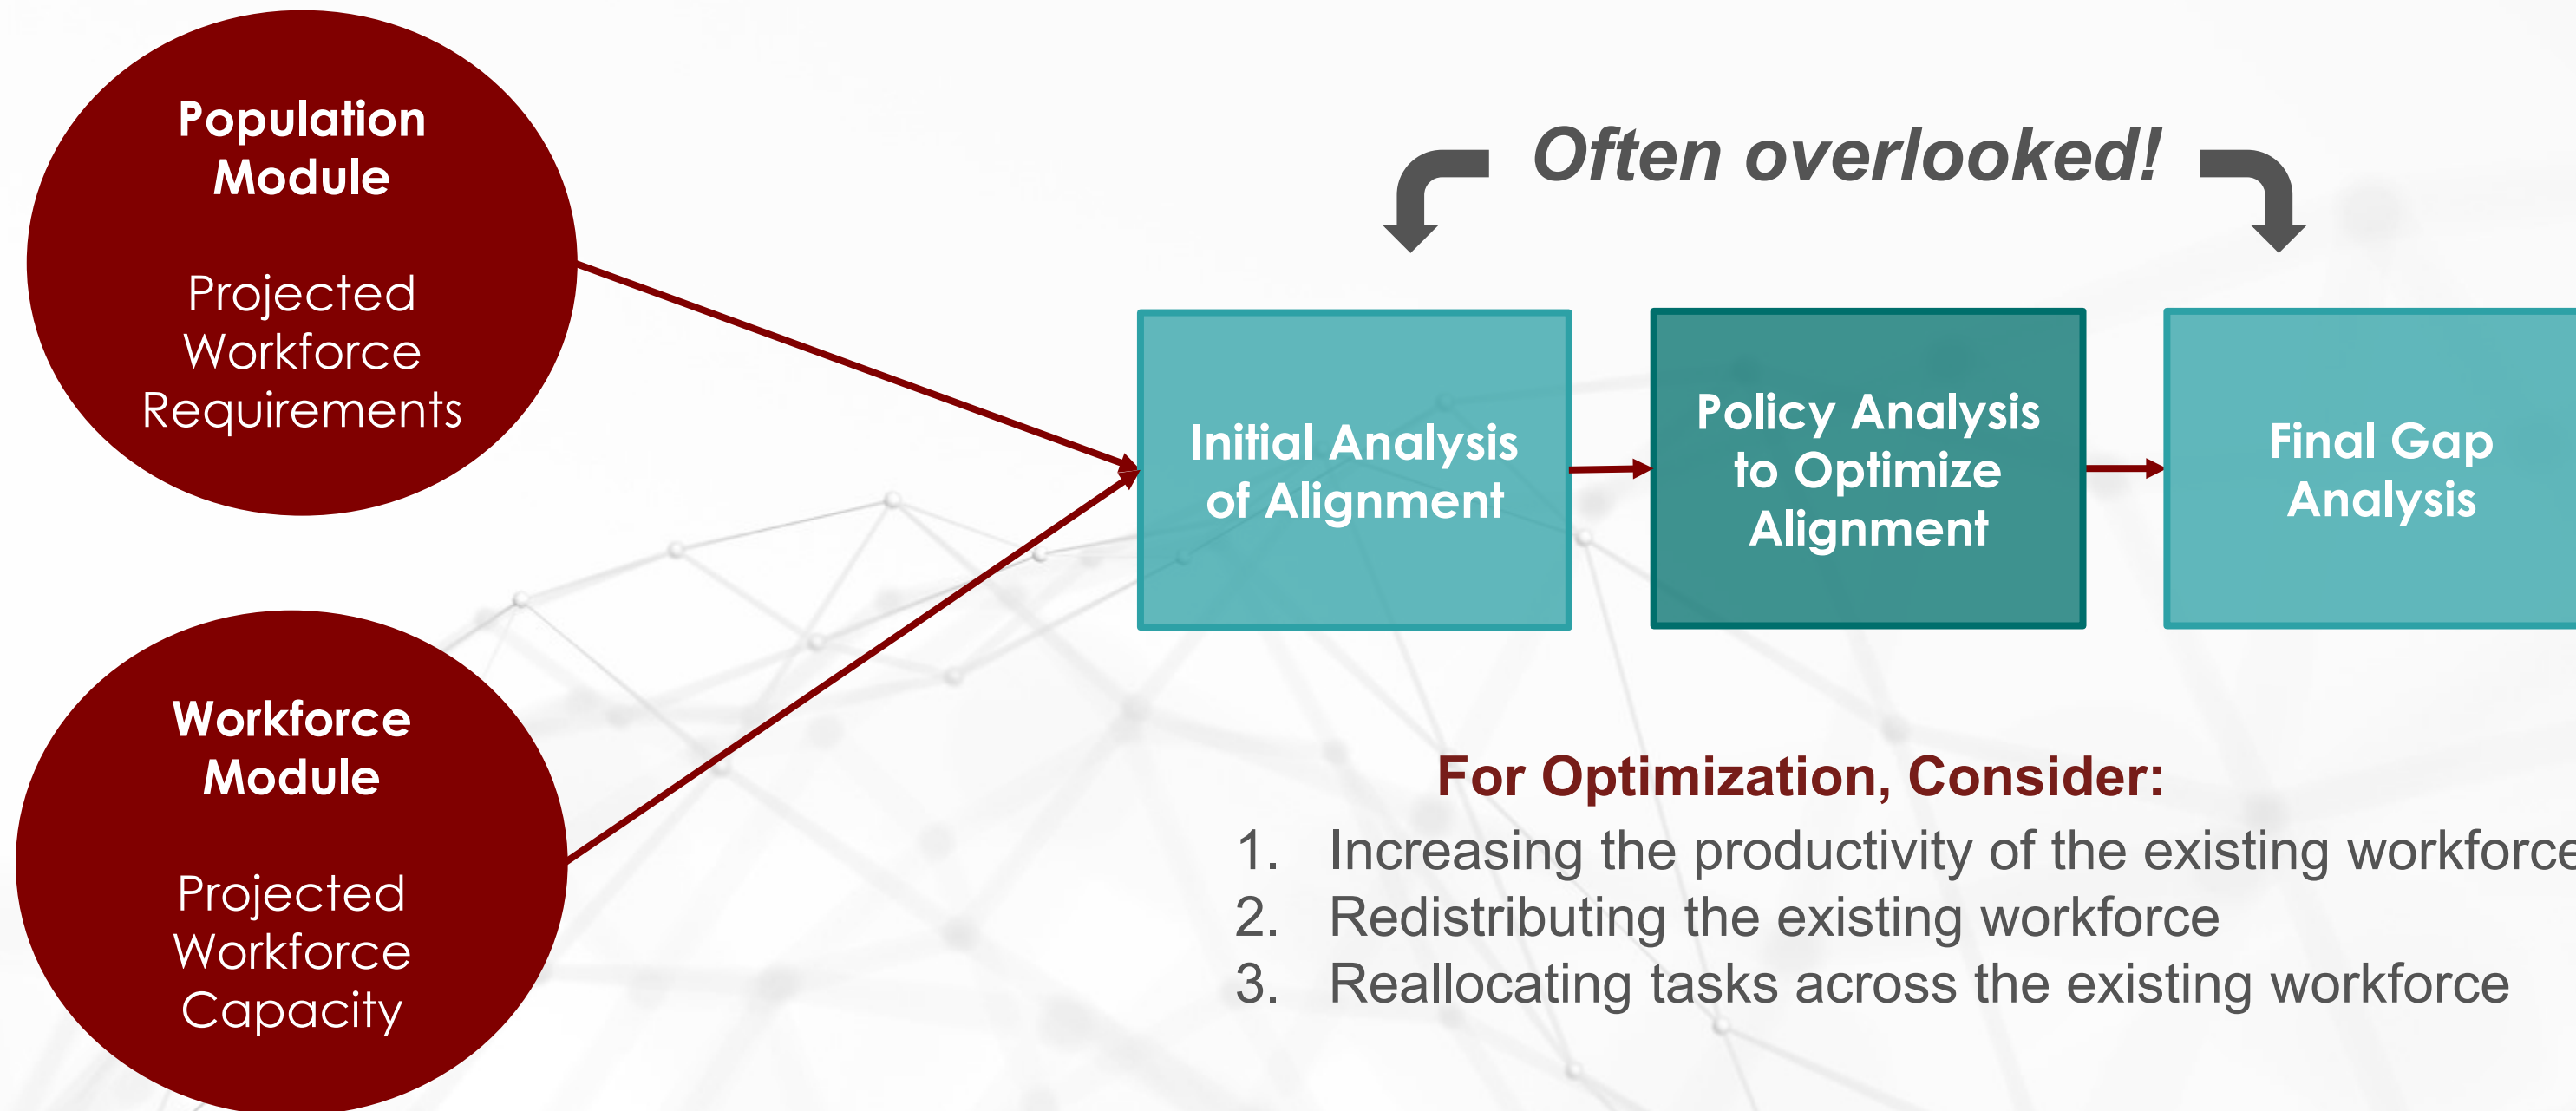 Population
Module
Projected
Workforce
Requirements
Workforce
Module
Projected
Workforce
Capacity
Often overlooked!
Initial Analysis
of Alignment
Policy Analysis
to Optimize
Alignment
Final Gap
Analysis
For Optimization, Consider:
1. Increasing the productivity of the existing workforce
2. Redistributing the existing workforce
3. Reallocating tasks across the existing workforce